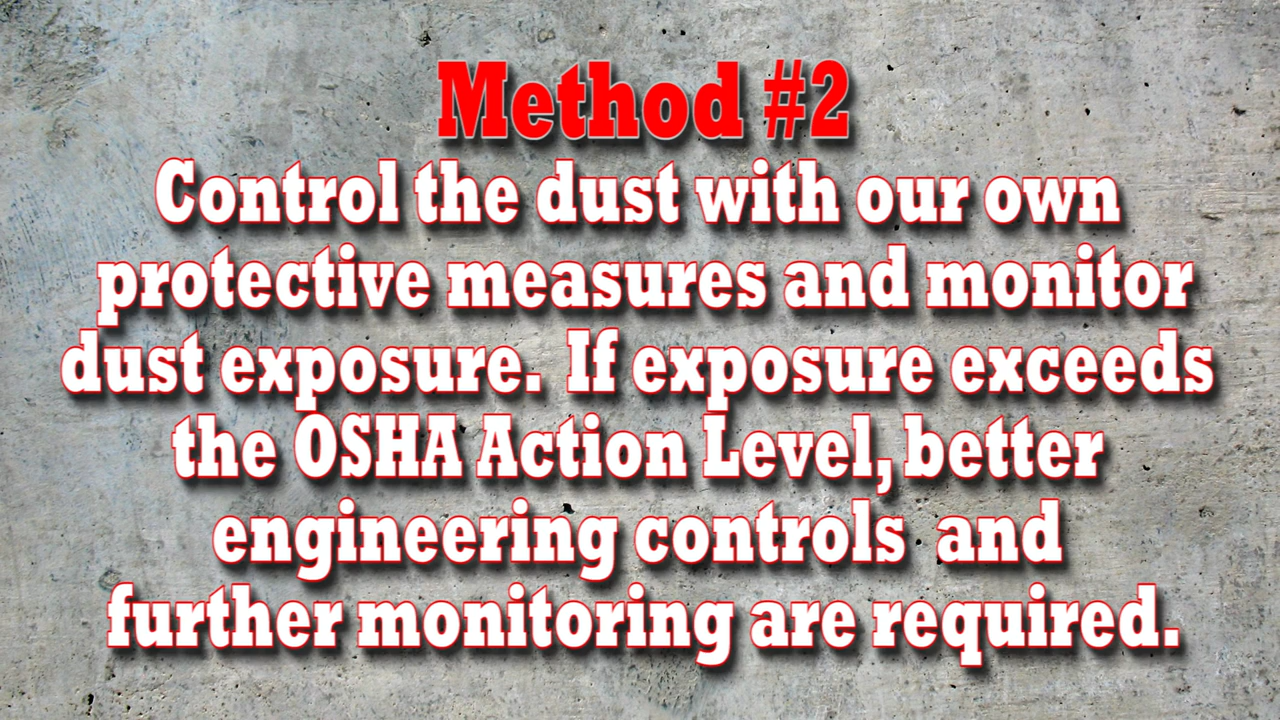 Method #2
Control the dust with our own
protective measures and monitor
dust exposure.  If exposure exceeds
the OSHA Action Level, better
engineering controls  and
further monitoring are required.